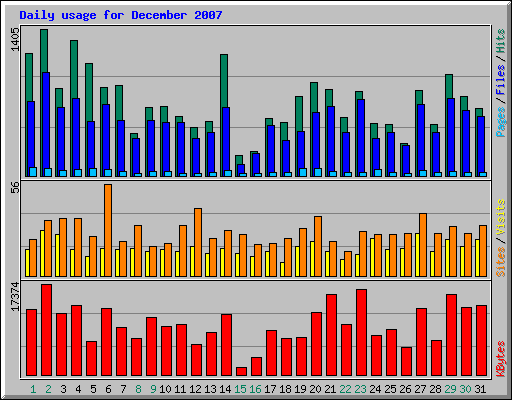 Daily usage for December 2007
1405
Pages / Files / Hits
56
Sites / Visits
17374
KBytes
1 2 3 4 5 6 7 8 9 10 11 12 13 14 15 16 17 18 19 20 21 22 23 24 25 26 27 28 29 30 31